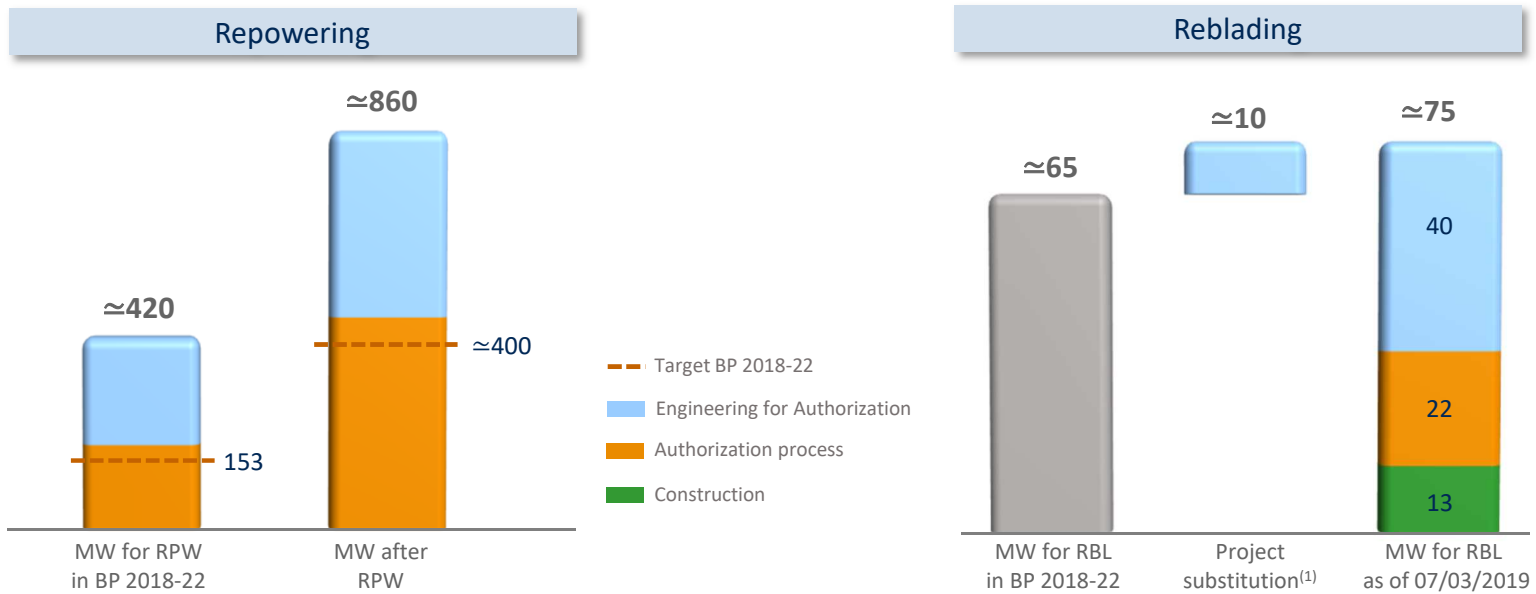 Repowering
≃860
≃420
≃400
153
MW for RPW
in BP 2018-22
MW after
RPW
Target BP 2018-22
Engineering for Authorization
Authorization process
Construction
Reblading
≃65
≃10
≃75
40
22
13
MW for RBL
in BP 2018-22
Project
substitution(1)
MW for RBL
as of 07/03/2019